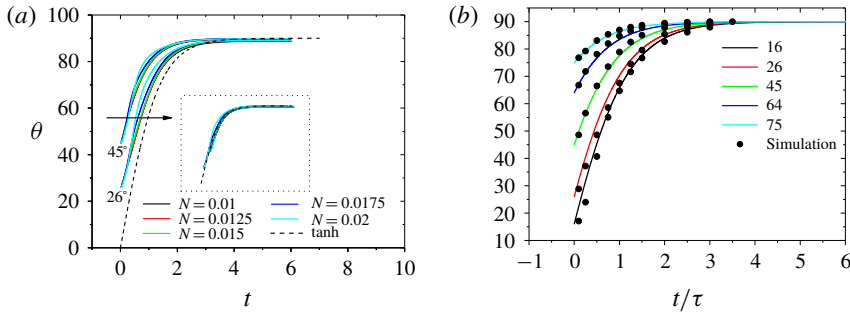 (a)
100
80
60
θ
40
20
0
45°
26°
N = 0.01
N = 0.0125
N = 0.015
N = 0.0175
N = 0.02
tanh
0 2 4 6 8 10
t
(b)
90
80
70
60
50
40
30
20
10
16
26
45
64
75
Simulation
−1 0 1 2 3 4 5 6
t/τ